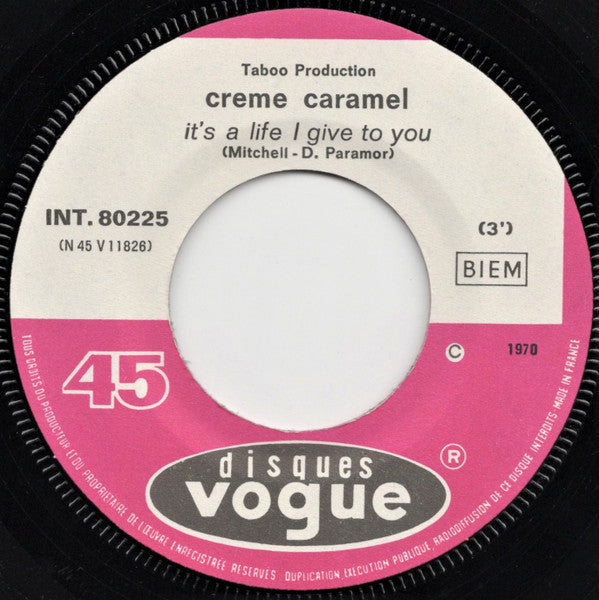 Taboo Production
creme caramel
it's a life I give to you
(Mitchell - D. Paramor)
INT. 80225
(N 45 V 11826)
(3')
BIEM
45
© 1970
disques
vogue
®
TOUS DROITS DU PRODUCTEUR ET DU PROPRIETAIRE DE L'ŒUVRE ENREGISTREE RESERVES DUPLICATION, EXECUTION PUBLIQUE, RADIODIFFUSION DE CE DISQUE INTERDITS MADE IN FRANCE